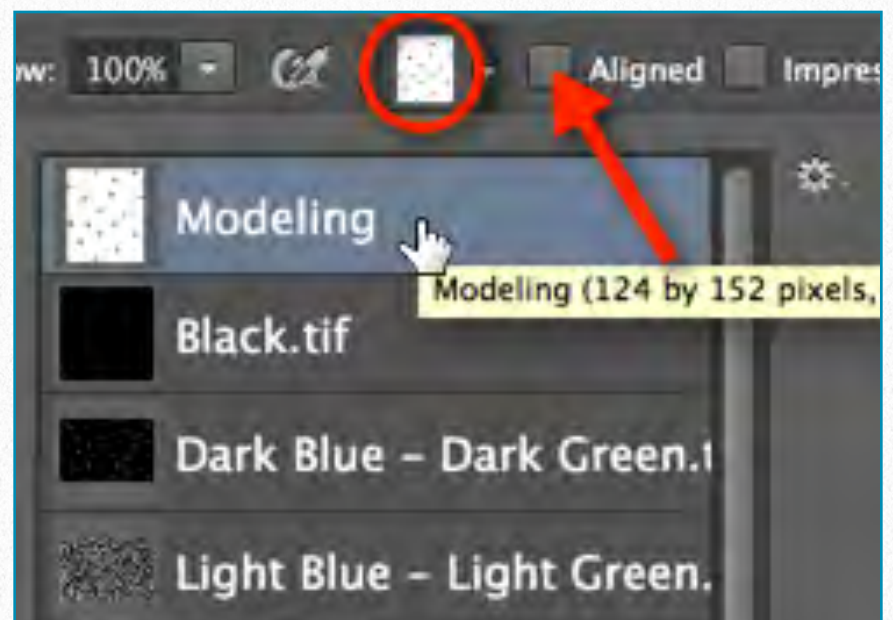 ow: 100% Aligned Impres
Modeling
Modeling (124 by 152 pixels,
Black.tif
Dark Blue – Dark Green.t
Light Blue – Light Green.